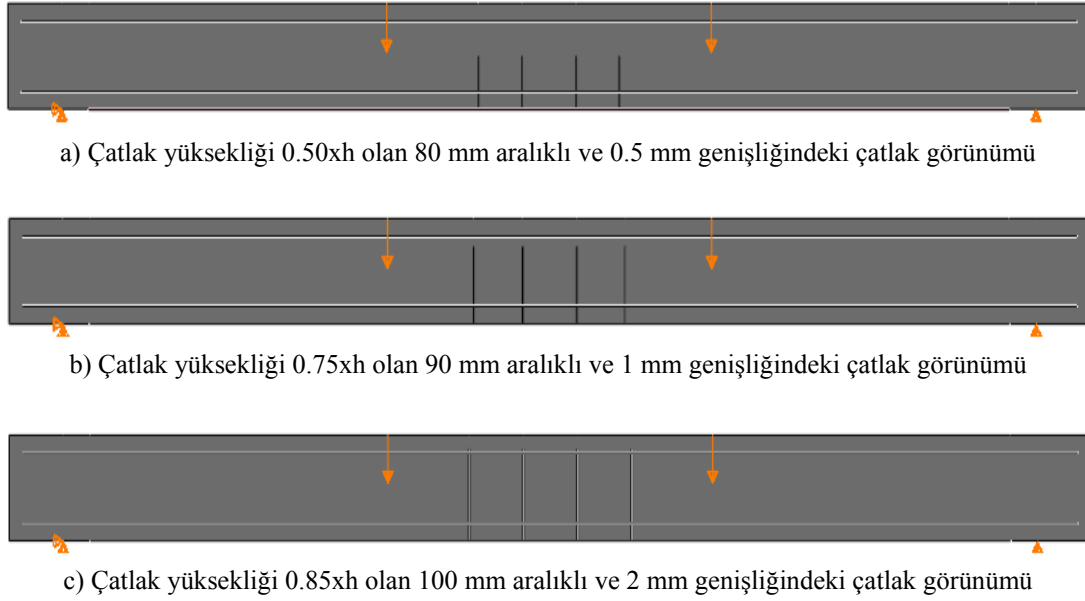 a) Çatlak yüksekliği 0.50xh olan 80 mm aralıklı ve 0.5 mm genişliğindeki çatlak görünümü
b) Çatlak yüksekliği 0.75xh olan 90 mm aralıklı ve 1 mm genişliğindeki çatlak görünümü
c) Çatlak yüksekliği 0.85xh olan 100 mm aralıklı ve 2 mm genişliğindeki çatlak görünümü